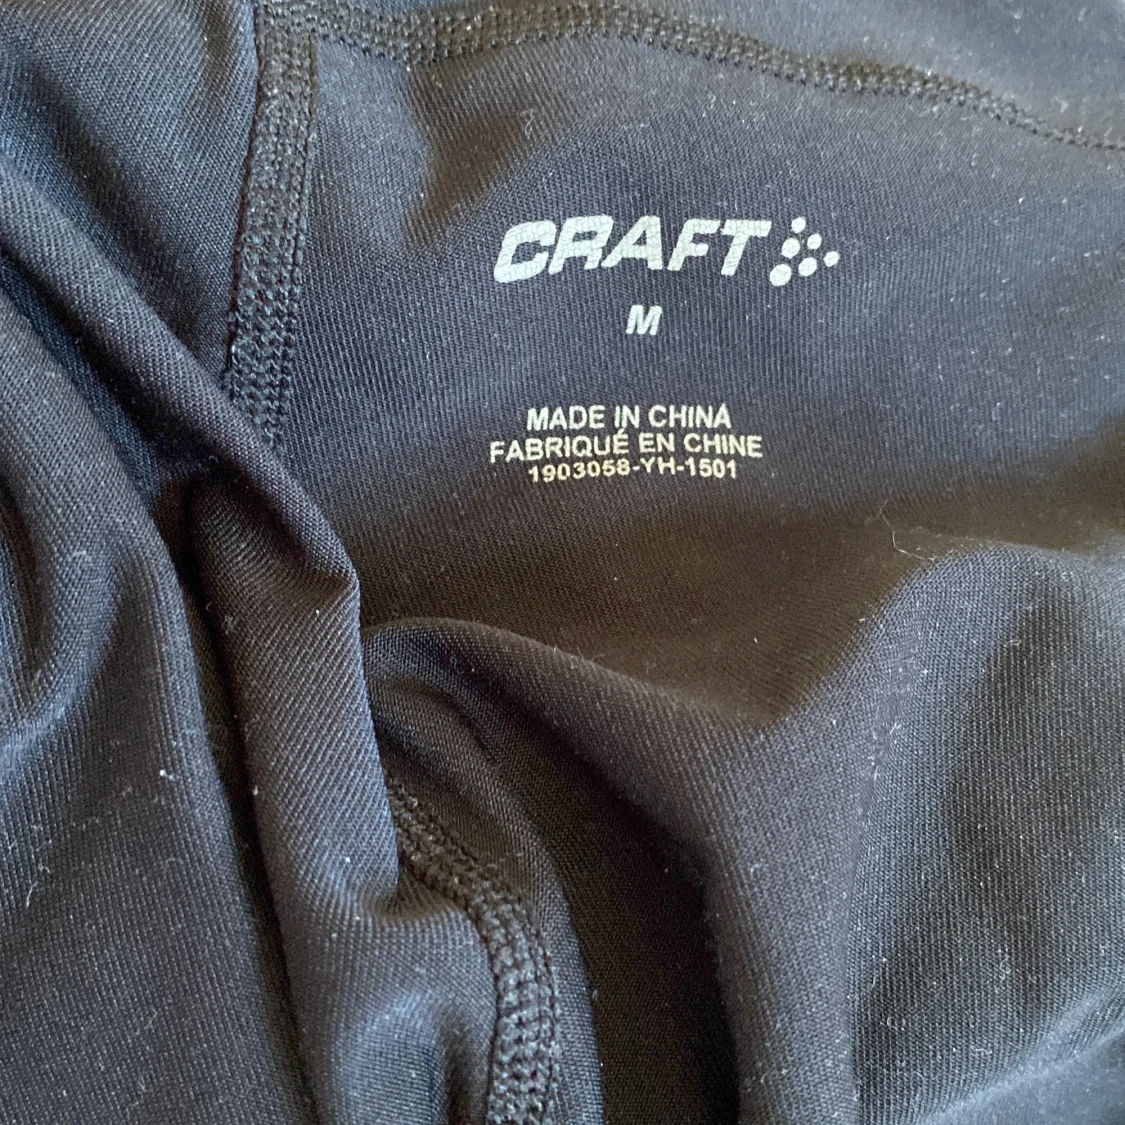 CRAFT
M
MADE IN CHINA
FABRIQUÉ EN CHINE
1903058-YH-1501